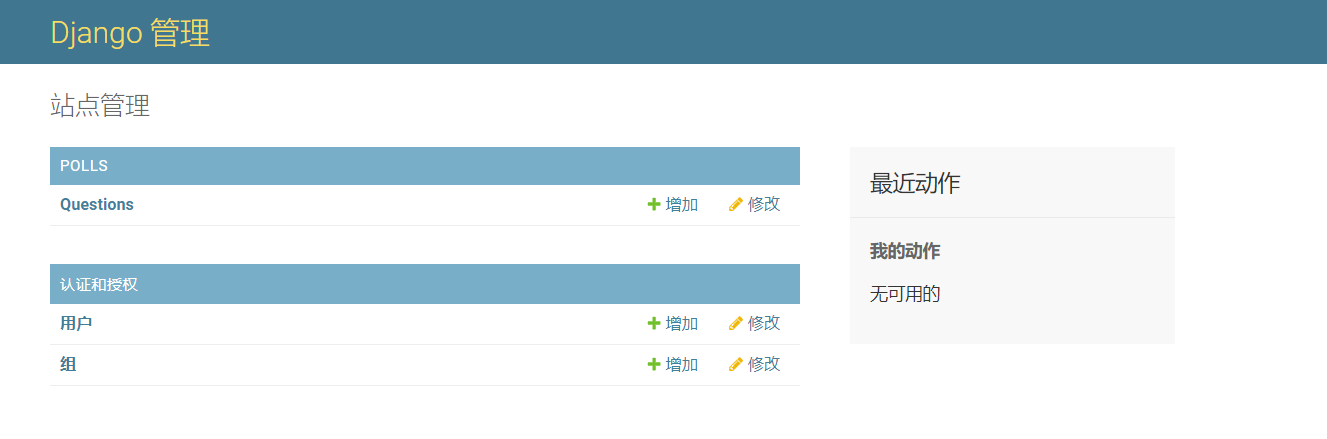 Django 管理
站点管理
POLLS
Questions 增加 修改
认证和授权
用户 增加 修改
组 增加 修改
最近动作
我的动作
无可用的